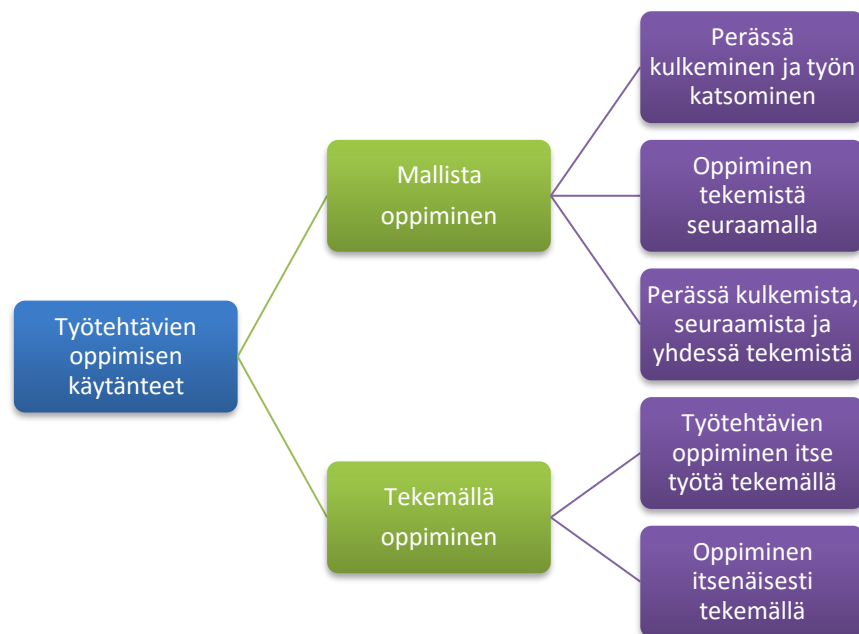 Työtehtävien
oppimisen
käytänteet
Mallista
oppiminen
Perässä
kulkeminen ja työn
katsominen
Oppiminen
tekemistä
seuraamalla
Perässä kulkemista,
seuraamista ja
yhdessä tekemistä
Tekemällä
oppiminen
Työtehtävien
oppiminen itse
työtä tekemällä
Oppiminen
itsenäisesti
tekemällä